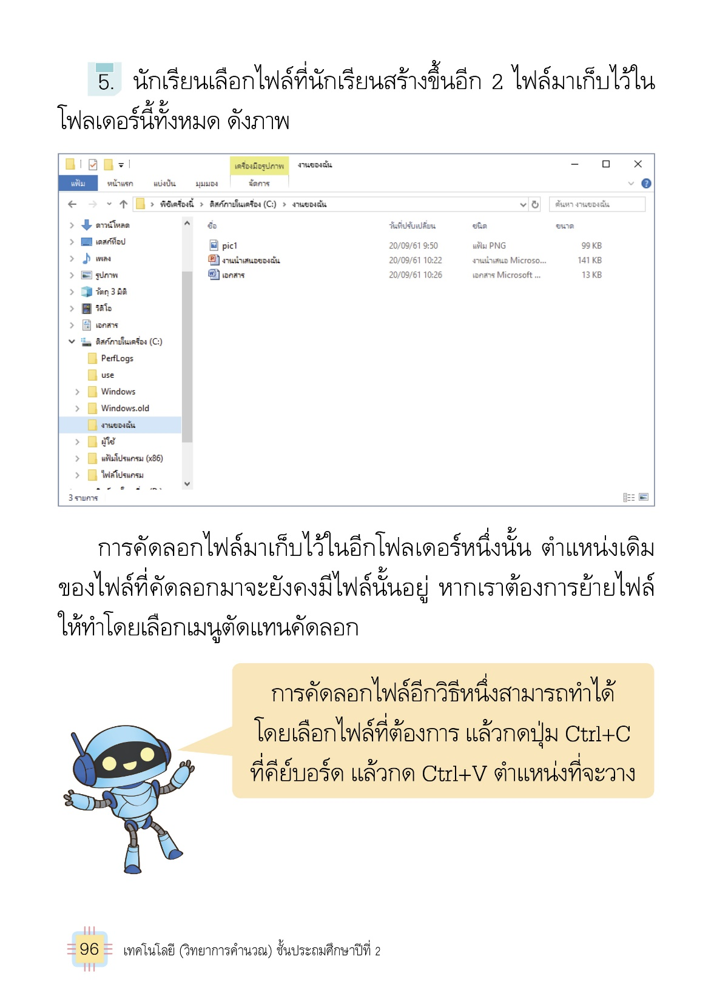 5. นักเรียนเลือกไฟล์ที่นักเรียนสร้างขึ้นอีก 2 ไฟล์มาเก็บไว้ใน
โฟลเดอร์นี้ทั้งหมด ดังภาพ
เครื่องมือรูปภาพ งานของฉัน
แฟ้ม หน้าแรก แบ่งปัน มุมมอง จัดการ
พีซีเครื่องนี้ > ดิสก์ภายในเครื่อง (C:) > งานของฉัน ค้นหา งานของฉัน
ดาวน์โหลด
เดสก์ท็อป
เพลง
รูปภาพ
วัตถุ 3 มิติ
วิดีโอ
เอกสาร
ดิสก์ภายในเครื่อง (C:)
PerfLogs
use
Windows
Windows.old
งานของฉัน
ผู้ใช้
แฟ้มโปรแกรม (x86)
ไฟล์โปรแกรม
ชื่อ วันที่ปรับเปลี่ยน ชนิด ขนาด
pic1 20/09/61 9:50 แฟ้ม PNG 99 KB
งานนำเสนอของฉัน 20/09/61 10:22 งานนำเสนอ Microso... 141 KB
เอกสาร 20/09/61 10:26 เอกสาร Microsoft ... 13 KB
3 รายการ
การคัดลอกไฟล์มาเก็บไว้ในอีกโฟลเดอร์หนึ่งนั้น ตำแหน่งเดิม
ของไฟล์ที่คัดลอกมาจะยังคงมีไฟล์นั้นอยู่ หากเราต้องการย้ายไฟล์
ให้ทำโดยเลือกเมนูตัดแทนคัดลอก
การคัดลอกไฟล์อีกวิธีหนึ่งสามารถทำได้
โดยเลือกไฟล์ที่ต้องการ แล้วกดปุ่ม Ctrl+C
ที่คีย์บอร์ด แล้วกด Ctrl+V ตำแหน่งที่จะวาง
96 เทคโนโลยี (วิทยาการคำนวณ) ชั้นประถมศึกษาปีที่ 2